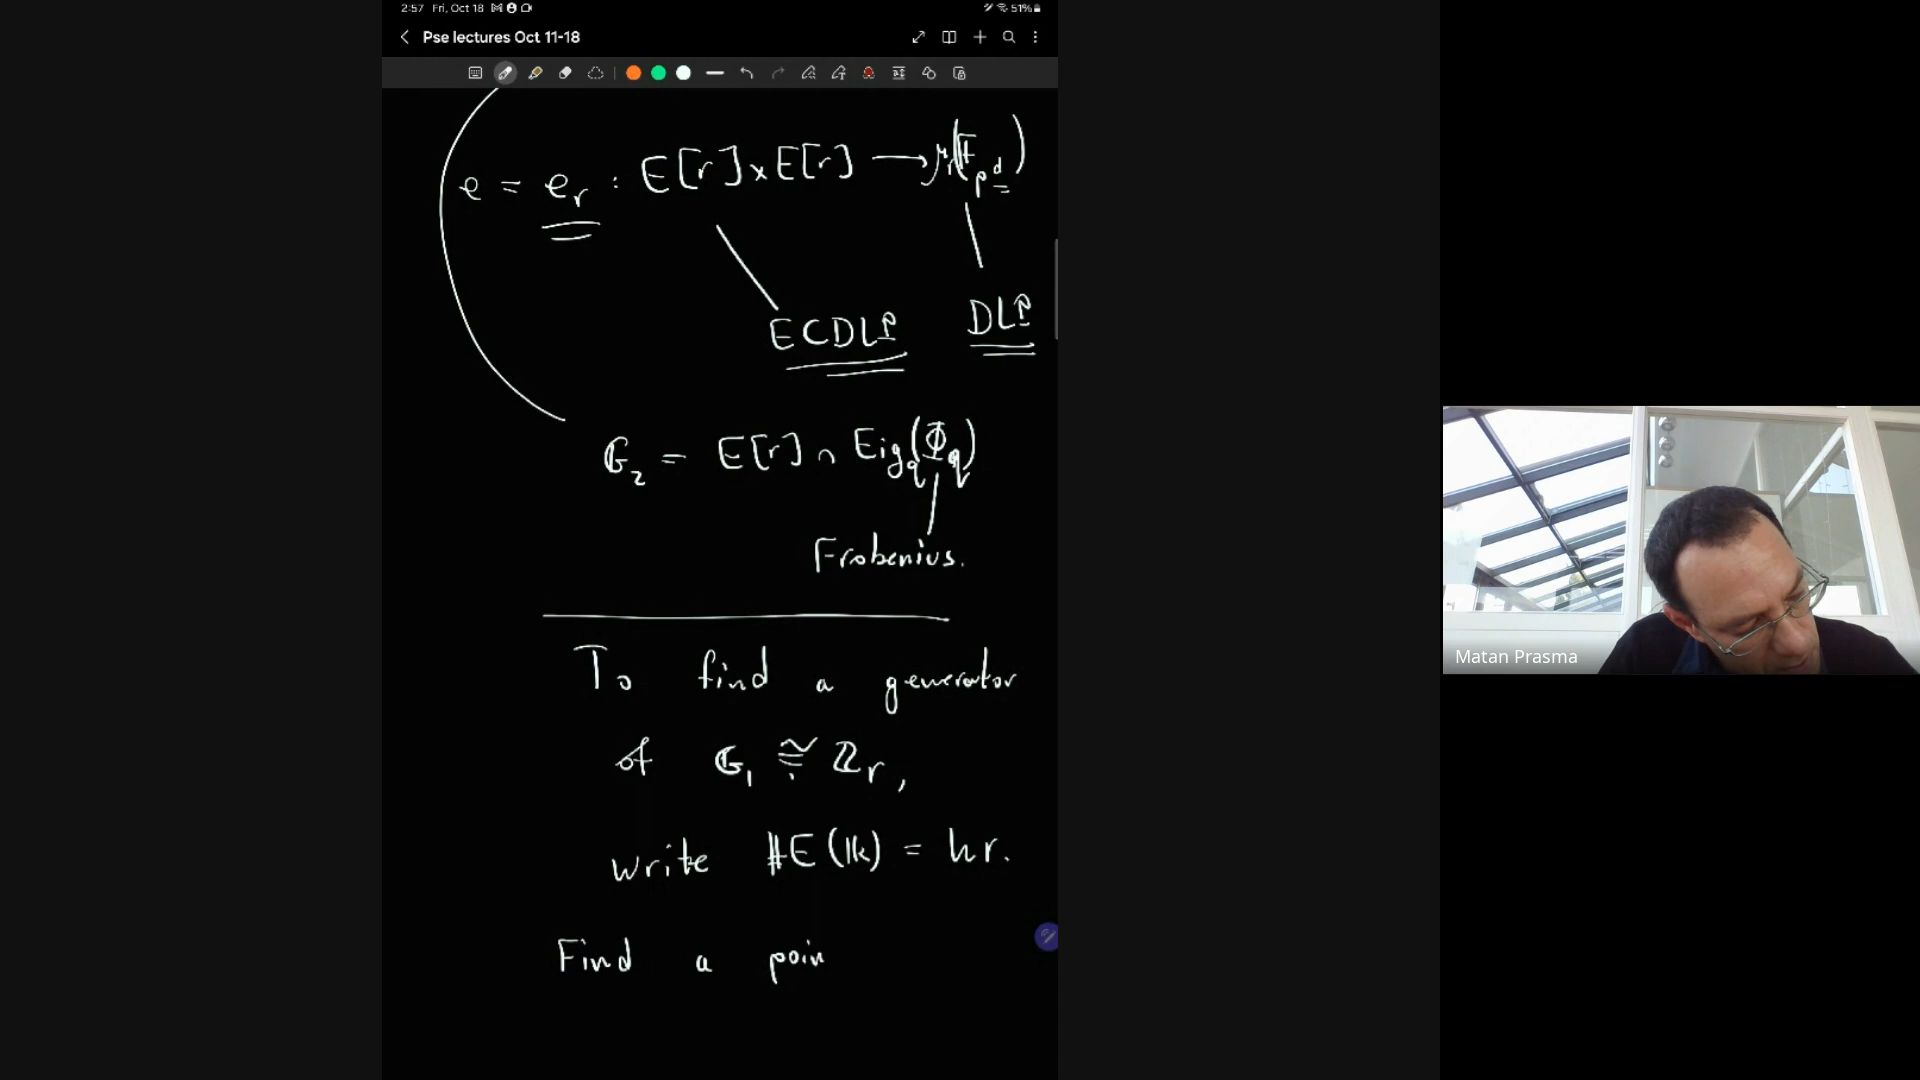 2:57 Fri, Oct 18
51%
Pse lectures Oct 11-18
e = e_r : E[r] × E[r] → μ_r(F_{p^d})
ECDLP DLP
G_2 = E[r] ∩ Eig_q(Φ_q)
Frobenius.
To find a generator
of G_1 ≅ Z_r,
write #E(k) = hr.
Find a poin
Matan Prasma